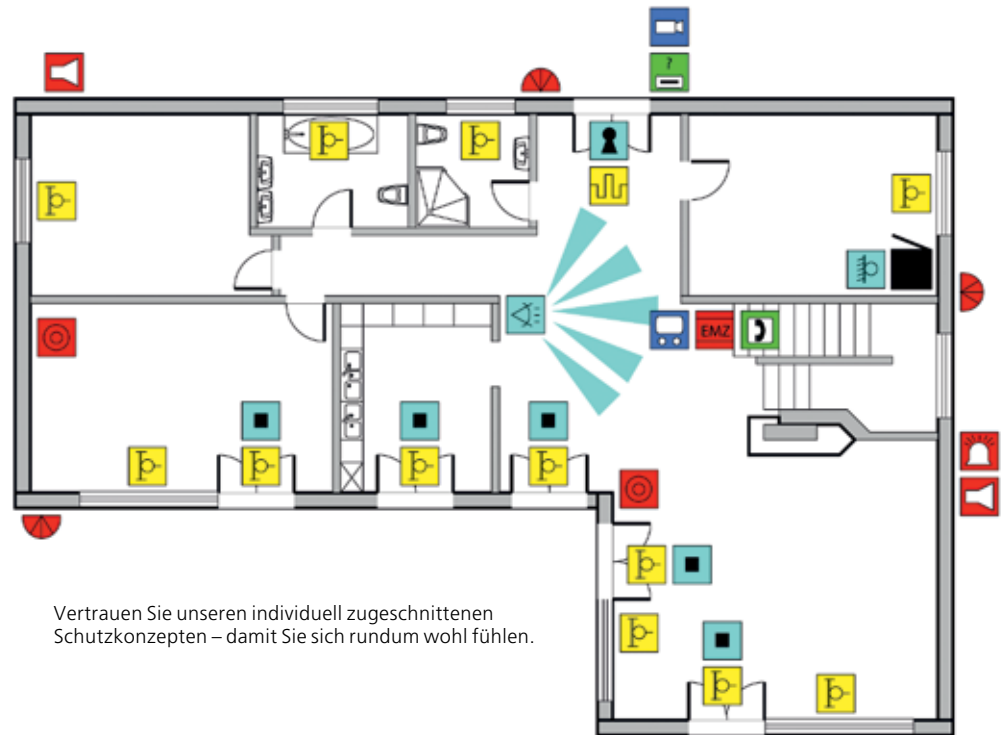 ?
EMZ
Vertrauen Sie unseren individuell zugeschnittenen
Schutzkonzepten – damit Sie sich rundum wohl fühlen.